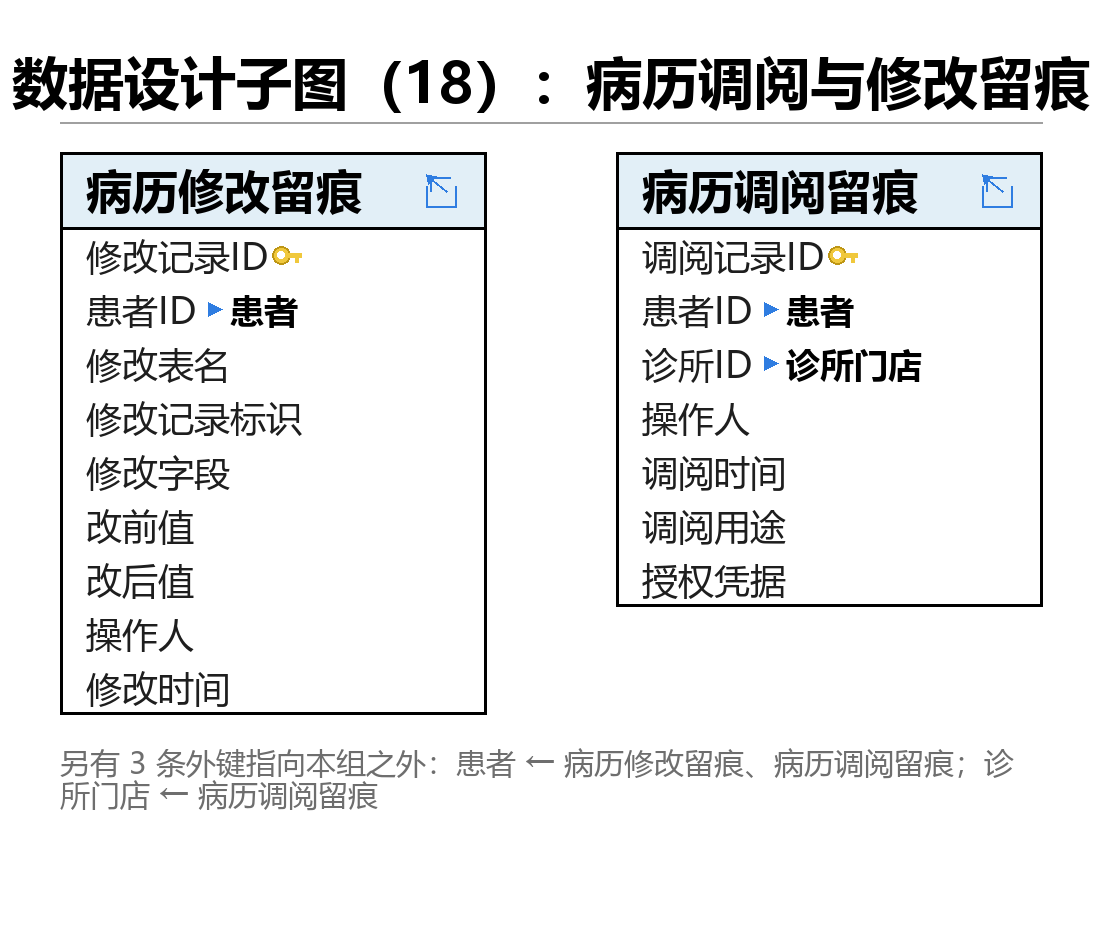 数据设计子图（18）：病历调阅与修改留痕
病历修改留痕
修改记录ID
患者ID ▶ 患者
修改表名
修改记录标识
修改字段
改前值
改后值
操作人
修改时间
病历调阅留痕
调阅记录ID
患者ID ▶ 患者
诊所ID ▶ 诊所门店
操作人
调阅时间
调阅用途
授权凭据
另有 3 条外键指向本组之外：患者 ← 病历修改留痕、病历调阅留痕；诊
所门店 ← 病历调阅留痕